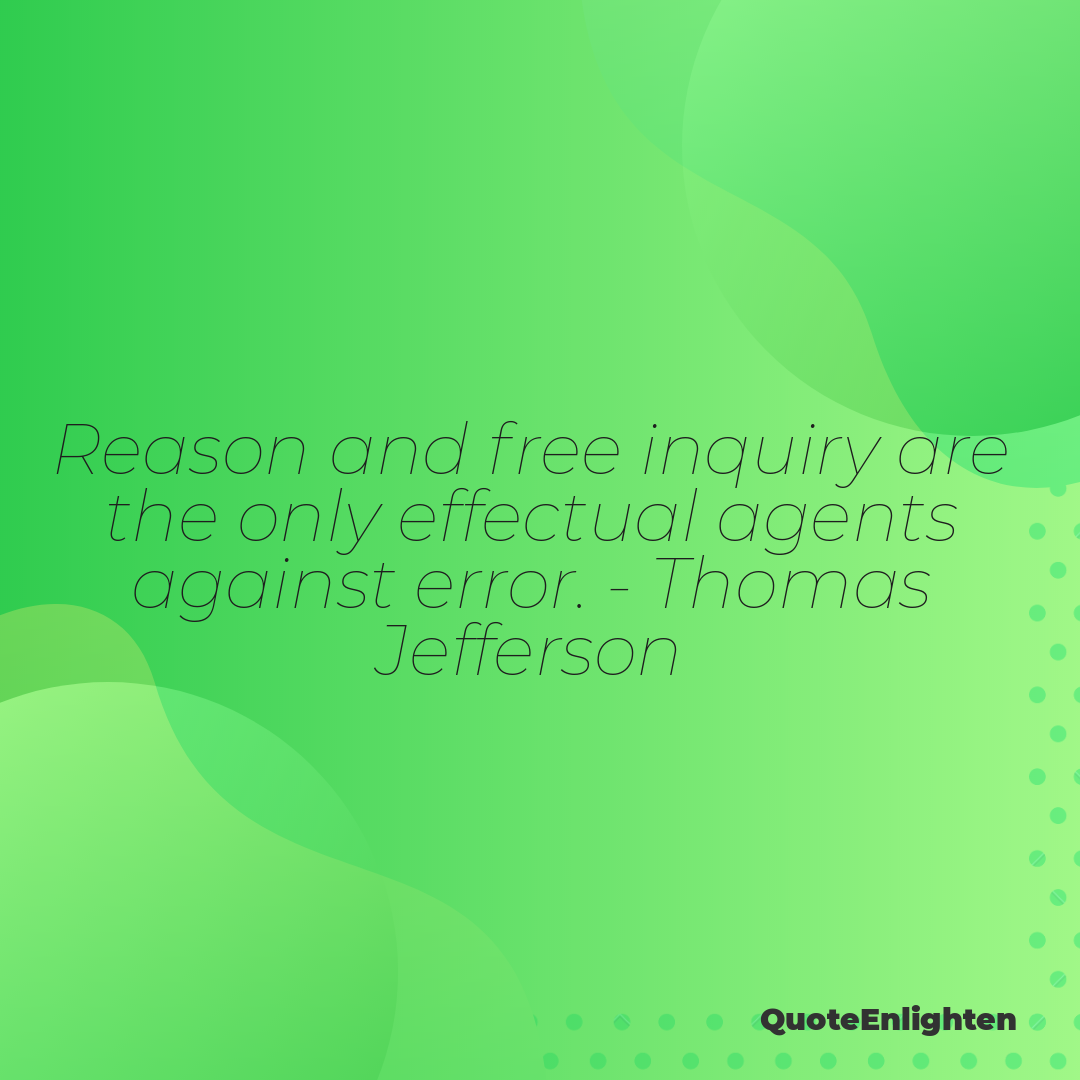 Reason and free inquiry are
the only effectual agents
against error. - Thomas
Jefferson
QuoteEnlighten